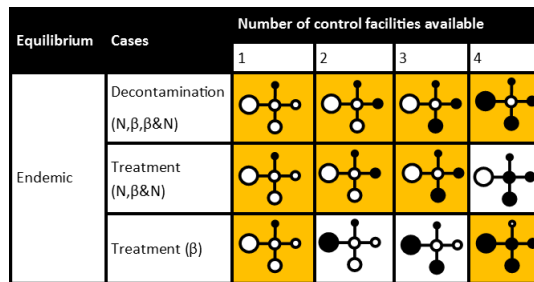 Number of control facilities available
Equilibrium Cases
1 2 3 4
Decontamination
(N,β,β&N)
Treatment
(N,β&N)
Endemic
Treatment (β)